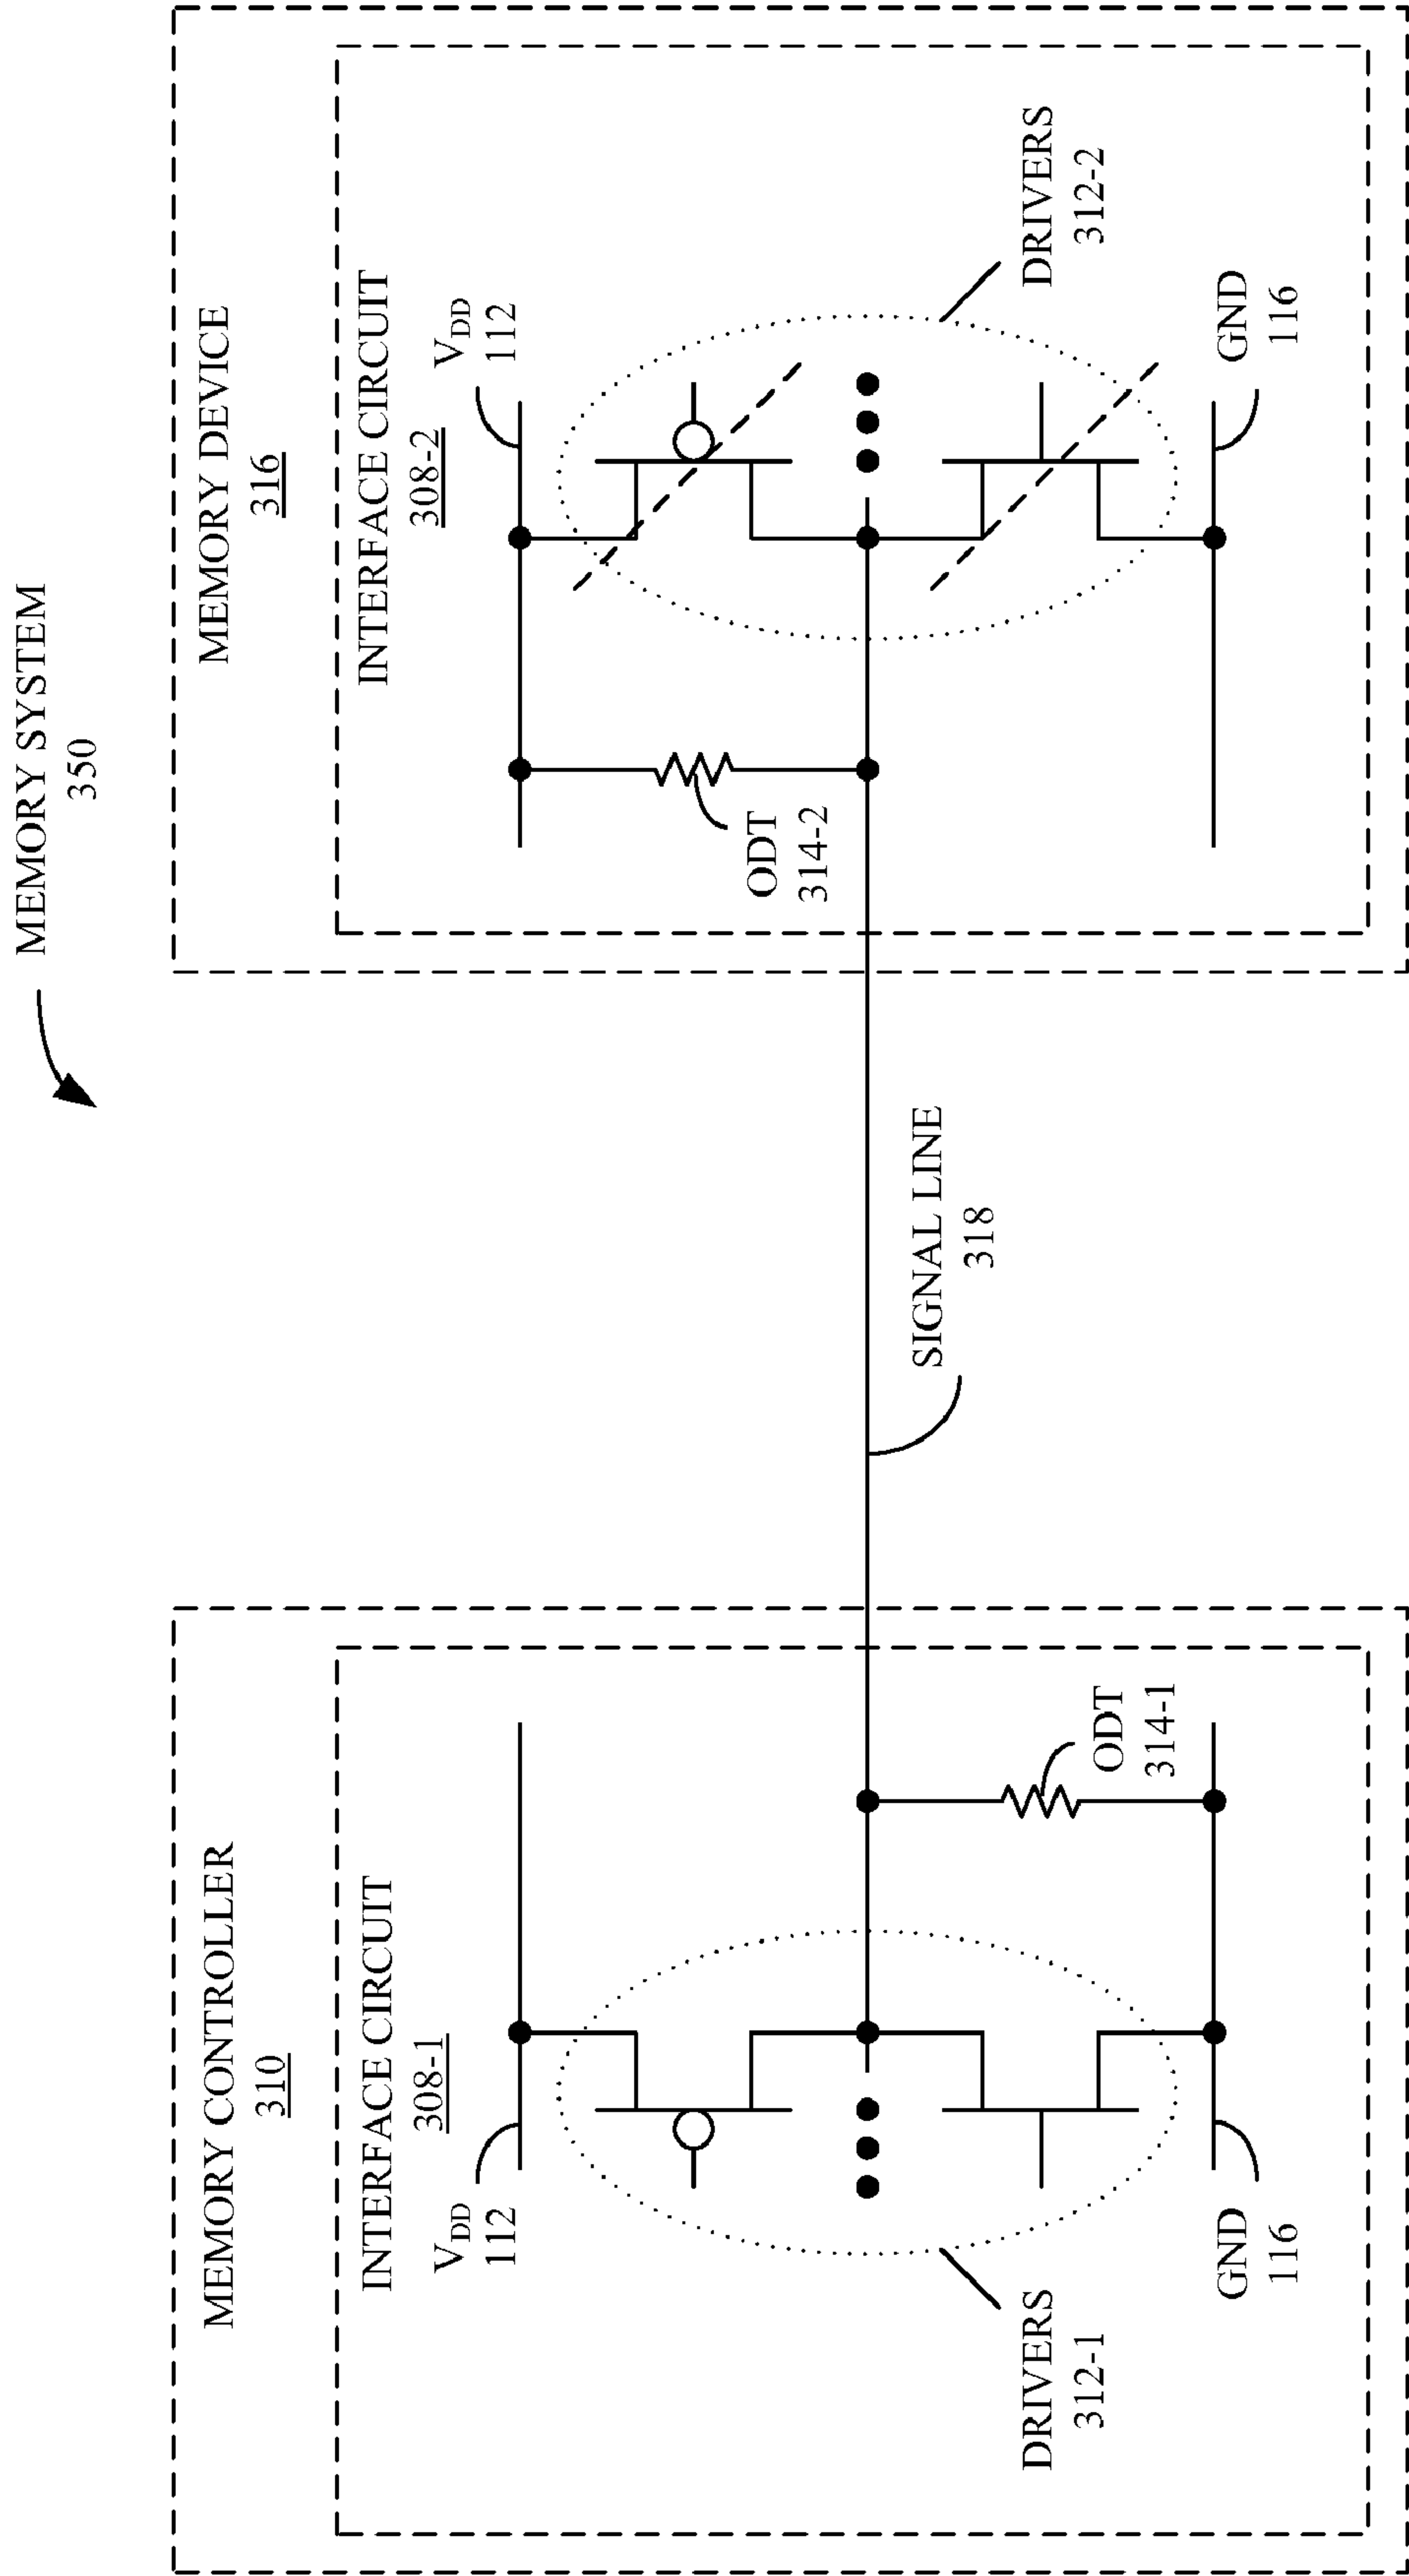 MEMORY SYSTEM
350
MEMORY CONTROLLER
310
INTERFACE CIRCUIT
308-1
VDD
112
DRIVERS
312-1
GND
116
ODT
314-1
SIGNAL LINE
318
MEMORY DEVICE
316
INTERFACE CIRCUIT
308-2
VDD
112
ODT
314-2
DRIVERS
312-2
GND
116